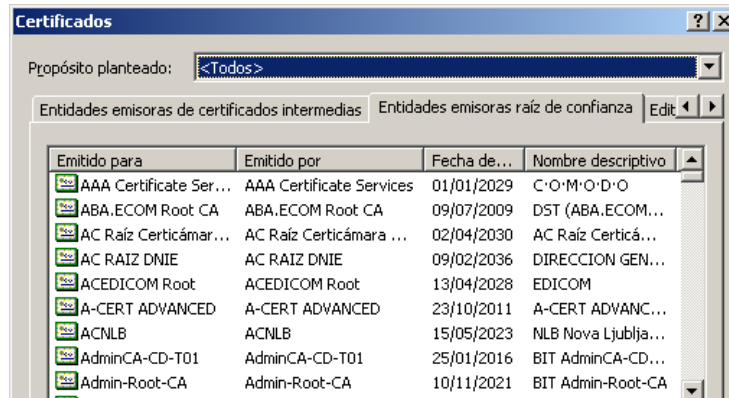 Certificados
Propósito planteado: <Todos>
Entidades emisoras de certificados intermedias Entidades emisoras raíz de confianza Edit
Emitido para Emitido por Fecha de... Nombre descriptivo
AAA Certificate Ser... AAA Certificate Services 01/01/2029 C·O·M·O·D·O
ABA.ECOM Root CA ABA.ECOM Root CA 09/07/2009 DST (ABA.ECOM...
AC Raíz Certicámar... AC Raíz Certicámara ... 02/04/2030 AC Raíz Certicá...
AC RAIZ DNIE AC RAIZ DNIE 09/02/2036 DIRECCION GEN...
ACEDICOM Root ACEDICOM Root 13/04/2028 EDICOM
A-CERT ADVANCED A-CERT ADVANCED 23/10/2011 A-CERT ADVANC...
ACNLB ACNLB 15/05/2023 NLB Nova Ljublja...
AdminCA-CD-T01 AdminCA-CD-T01 25/01/2016 BIT AdminCA-CD...
Admin-Root-CA Admin-Root-CA 10/11/2021 BIT Admin-Root-CA